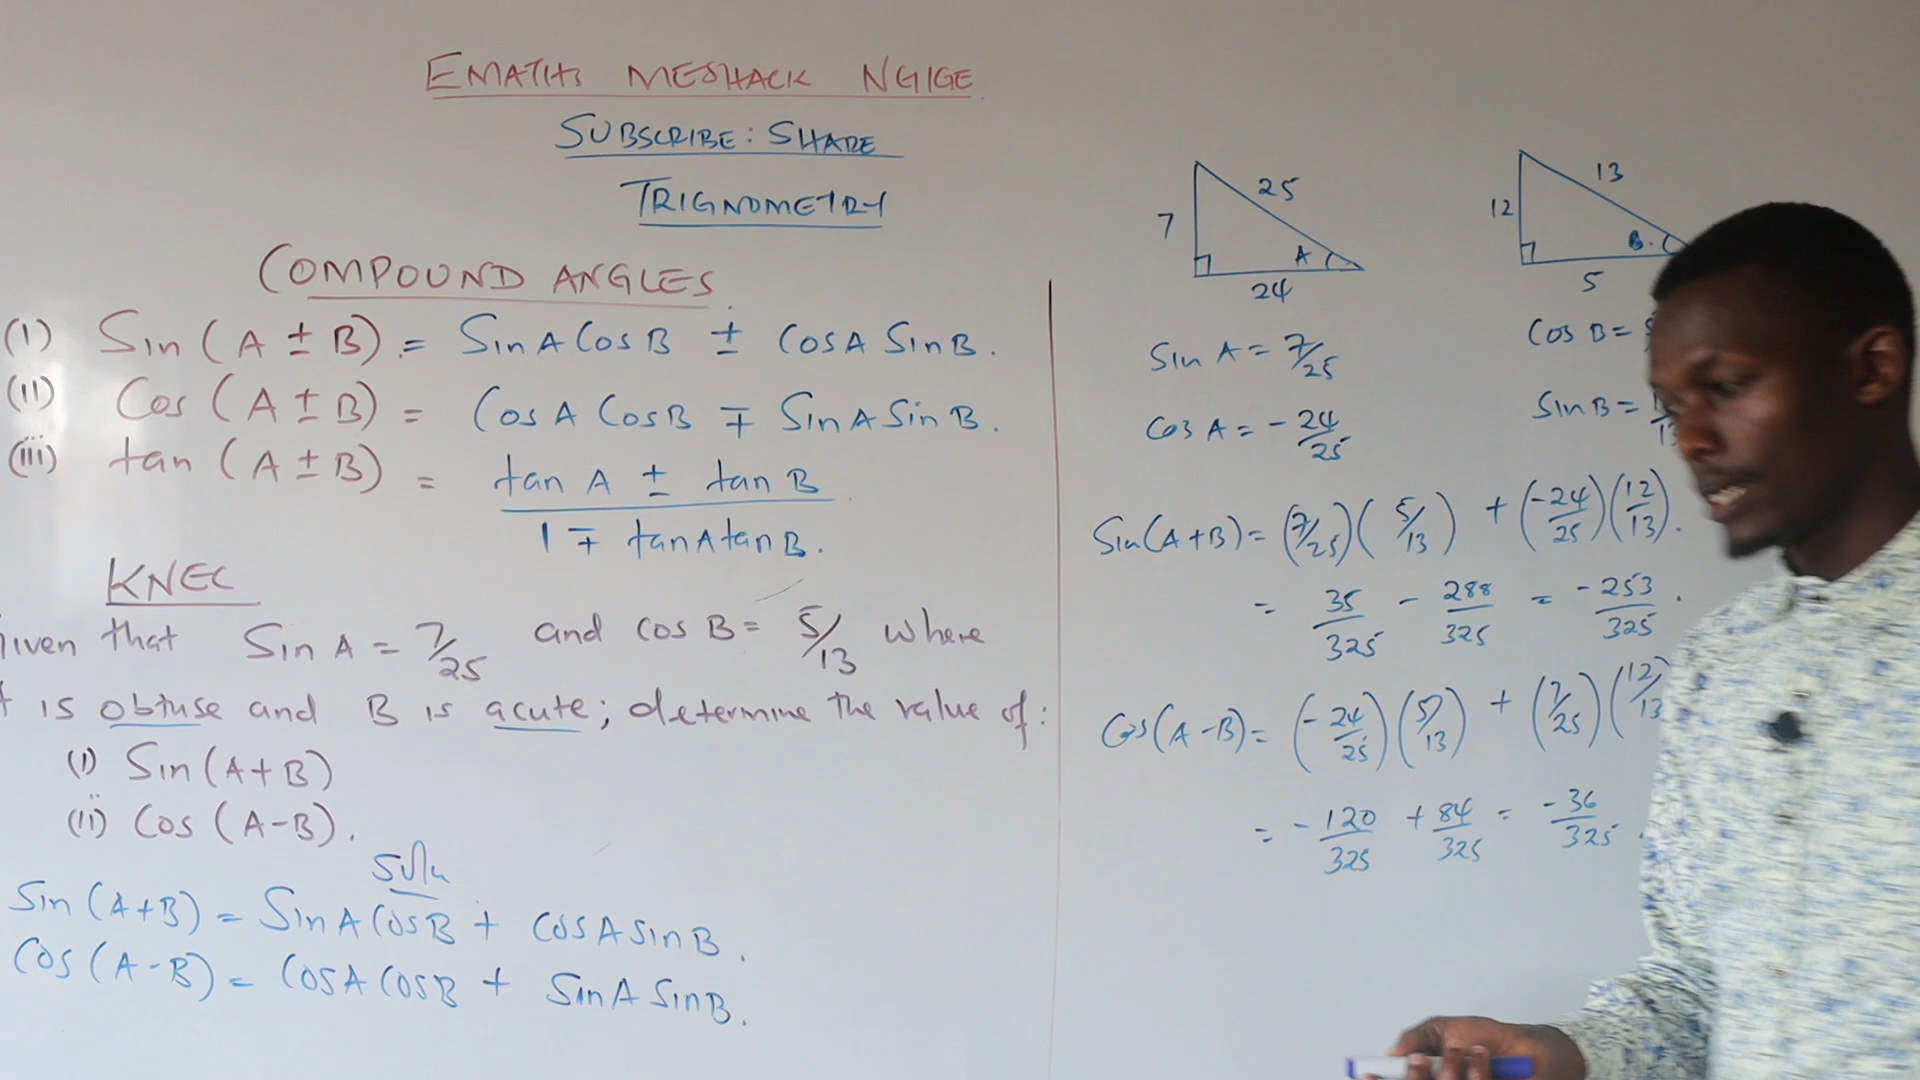 EMATHS MESHACK NGIGE
SUBSCRIBE: SHARE
TRIGNOMETRY
COMPOUND ANGLES
(i) Sin (A ± B) = Sin A Cos B ± Cos A Sin B.
(ii) Cos (A ± B) = Cos A Cos B ∓ Sin A Sin B.
(iii) tan (A ± B) = tan A ± tan B
1 ∓ tan A tan B.
KNEC
that Sin A = 7/25 and cos B = 5/13 where
is obtuse and B is acute; determine the value of:
(i) Sin (A+B)
(ii) Cos (A-B).
Soln
Sin (A+B) = Sin A Cos B + Cos A Sin B.
Cos (A-B) = Cos A Cos B + Sin A Sin B.
7 25 A 24
12 13 B 5
Sin A = 7/25
Cos A = -24/25
Cos B =
Sin B =
Sin (A+B) = (7/25)(5/13) + (-24/25)(12/13).
= 35/325 - 288/325 = -253/325.
Cos (A-B) = (-24/25)(5/13) + (7/25)(12/13
= -120/325 + 84/325 = -36/325.